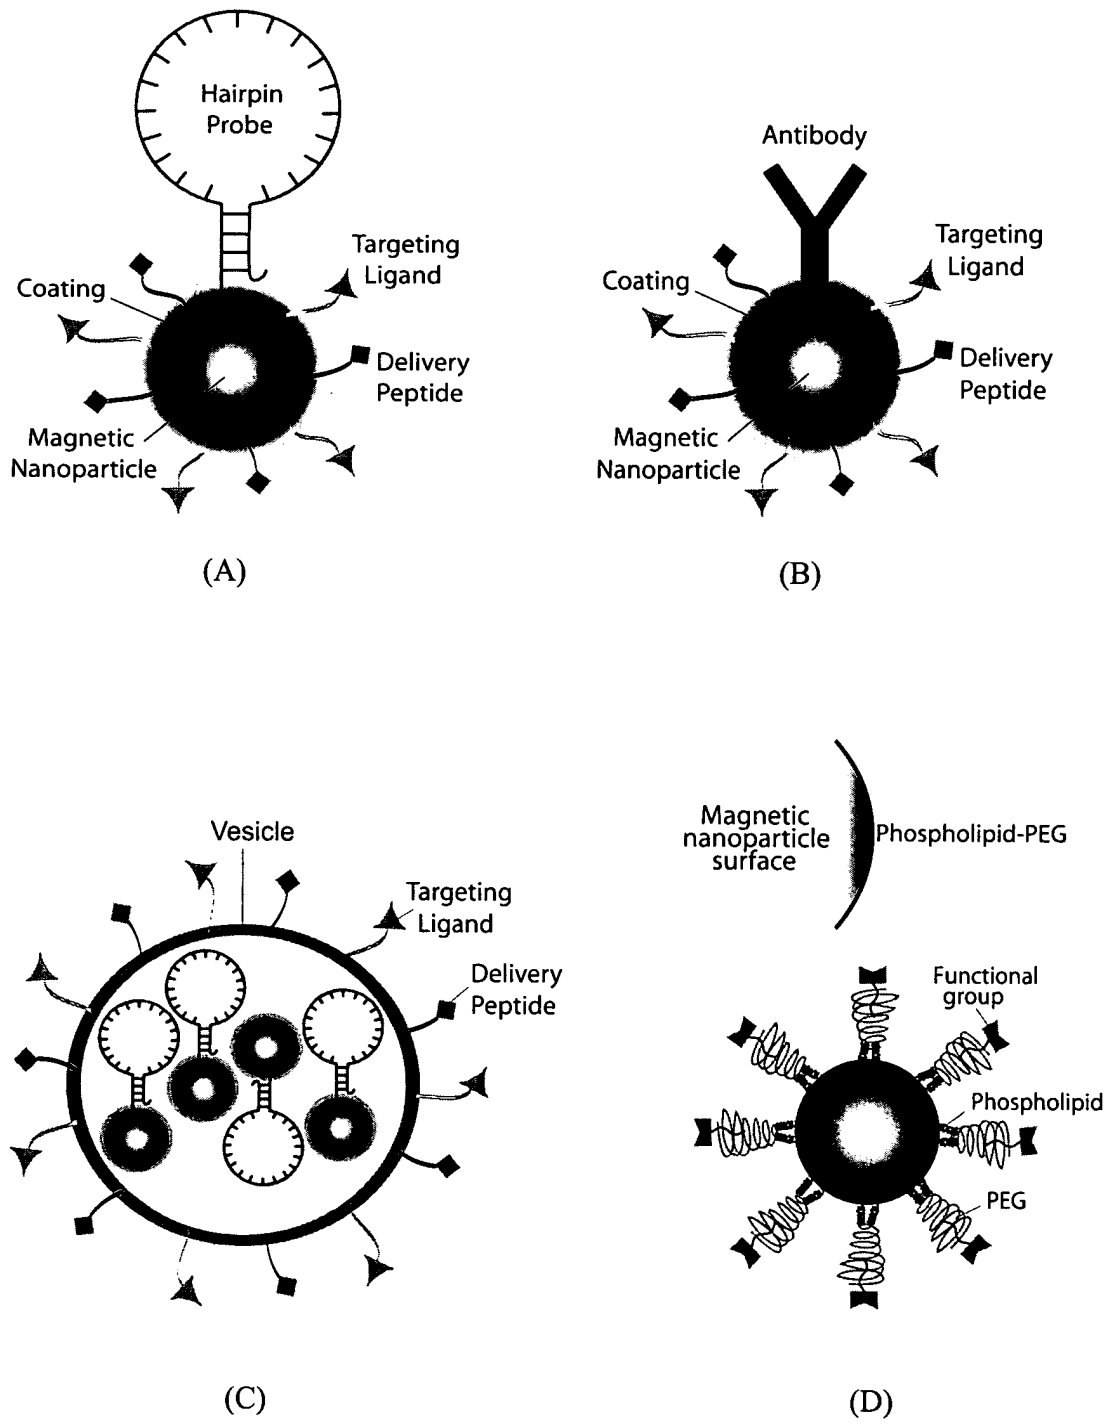 Hairpin
Probe
Targeting
Ligand
Coating
Delivery
Peptide
Magnetic
Nanoparticle
(A)
Antibody
Targeting
Ligand
Coating
Delivery
Peptide
Magnetic
Nanoparticle
(B)
Vesicle
Targeting
Ligand
Delivery
Peptide
(C)
Magnetic
nanoparticle
surface
Phospholipid-PEG
Functional
group
Phospholipid
PEG
(D)